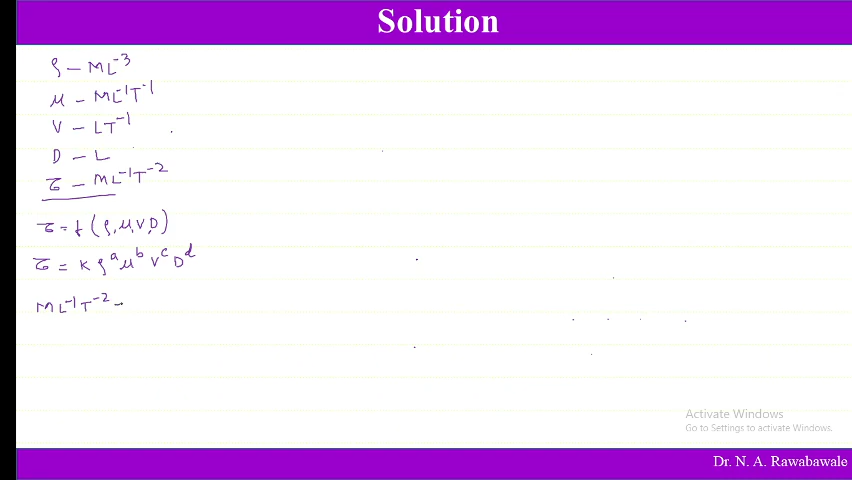 Solution
ρ – ML⁻³
μ – ML⁻¹T⁻¹
V – LT⁻¹
D – L
τ – ML⁻¹T⁻²
τ = f (ρ, μ, V, D)
τ = K ρᵃ μᵇ Vᶜ Dᵈ
ML⁻¹T⁻² –
Activate Windows
Go to Settings to activate Windows.
Dr. N. A. Rawabawale